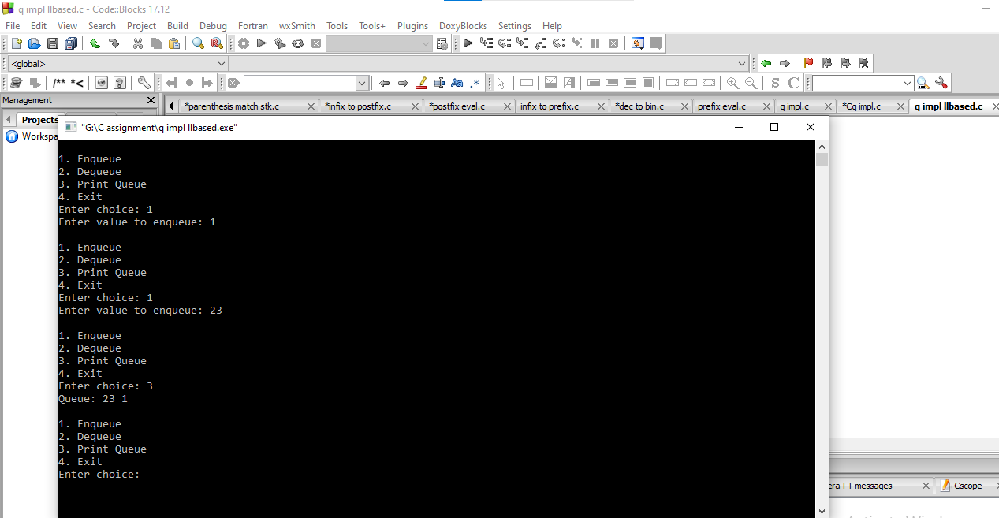 q impl llbased.c - Code::Blocks 17.12
File Edit View Search Project Build Debug Fortran wxSmith Tools Tools+ Plugins DoxyBlocks Settings Help
<global>
/** *< Aa .* S C
Management
*parenthesis match stk.c *infix to postfix.c *postfix eval.c infix to prefix.c *dec to bin.c prefix eval.c q impl.c *Cq impl.c q impl llbased.c
Projects
"G:\C assignment\q impl llbased.exe"
1. Enqueue
2. Dequeue
3. Print Queue
4. Exit
Enter choice: 1
Enter value to enqueue: 1
1. Enqueue
2. Dequeue
3. Print Queue
4. Exit
Enter choice: 1
Enter value to enqueue: 23
1. Enqueue
2. Dequeue
3. Print Queue
4. Exit
Enter choice: 3
Queue: 23 1
1. Enqueue
2. Dequeue
3. Print Queue
4. Exit
Enter choice:
era++ messages Cscope